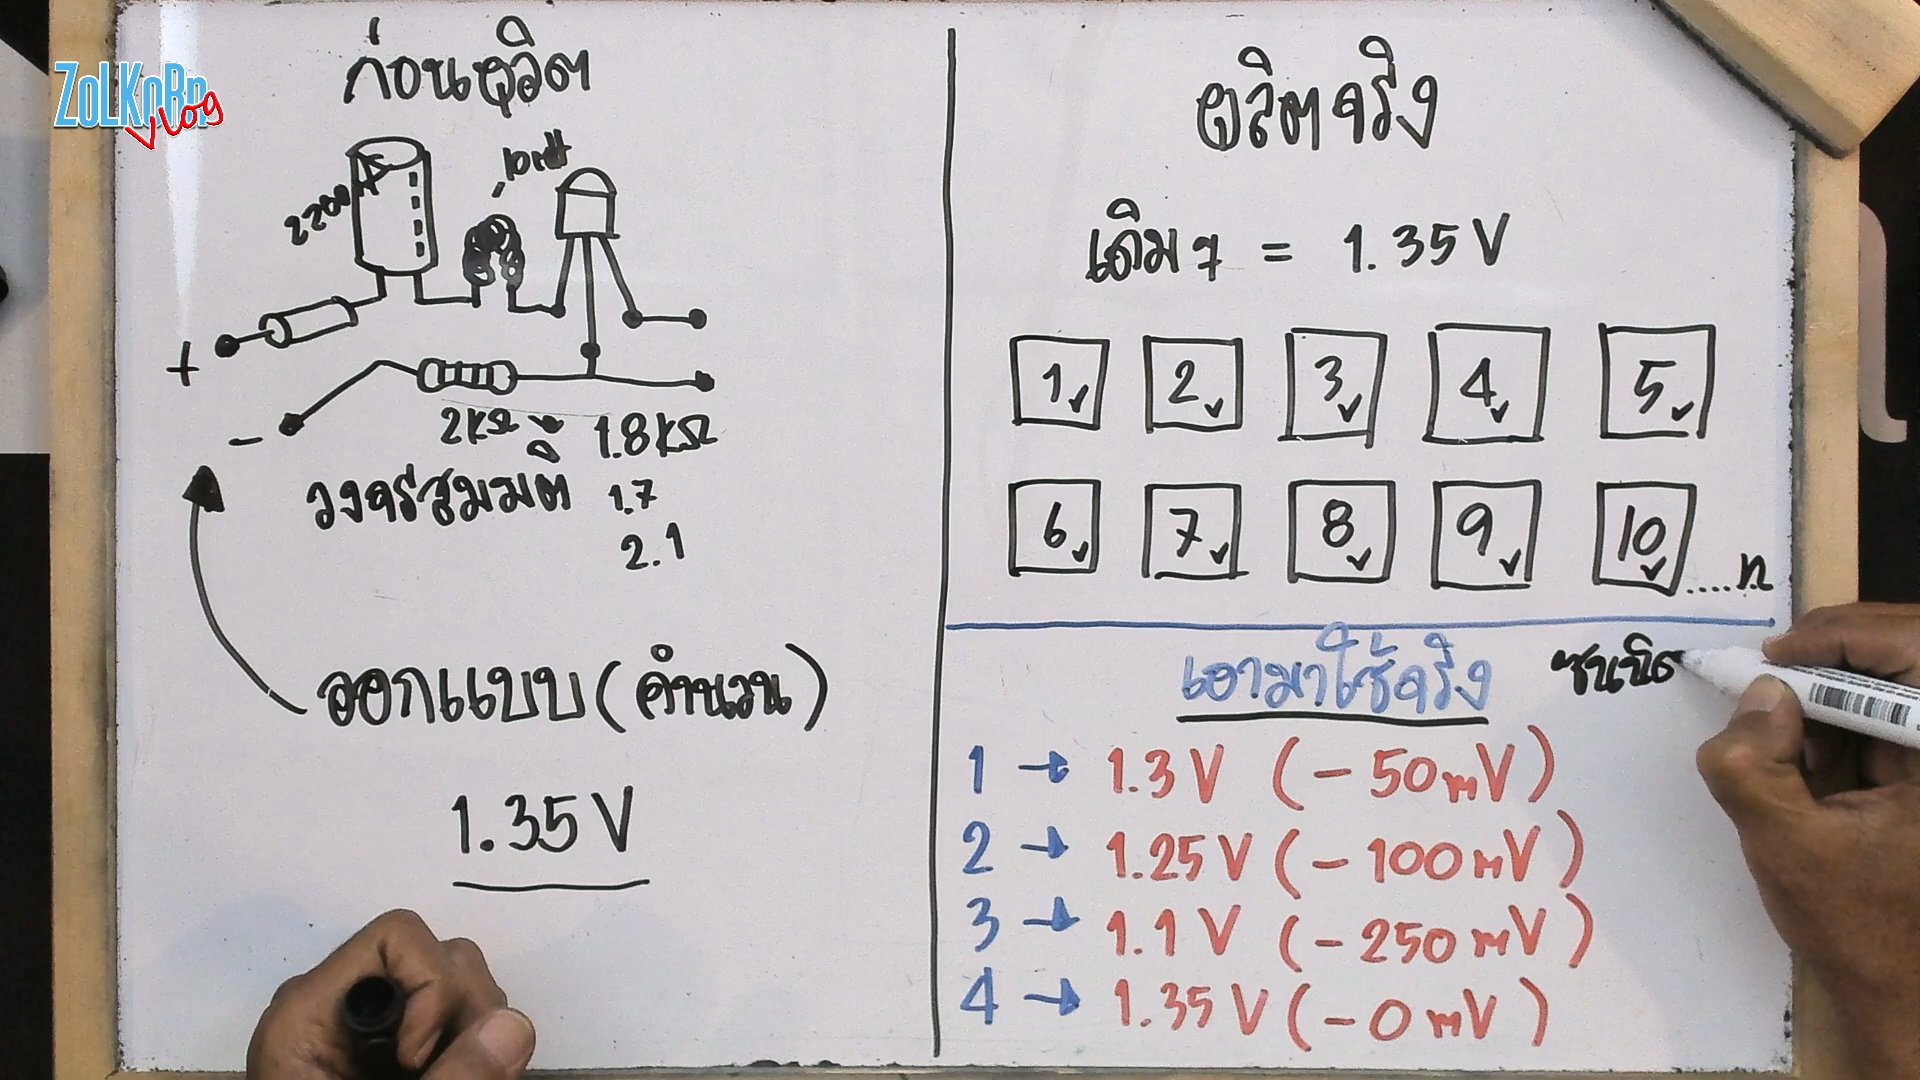 ZOLKORN
Vlog
ก่อนผลิต
2200
10uH
+
-
2kΩ 1.8kΩ
วงจรสมมติ 1.7
2.1
ออกแบบ (คำนวน)
1.35V
ผลิตจริง
เดิมๆ = 1.35V
1 2 3 4 5
6 7 8 9 10 ..... n
เอามาใช้จริง
1 → 1.3V (-50mV)
2 → 1.25V (-100mV)
3 → 1.1V (-250mV)
4 → 1.35V (-0mV)